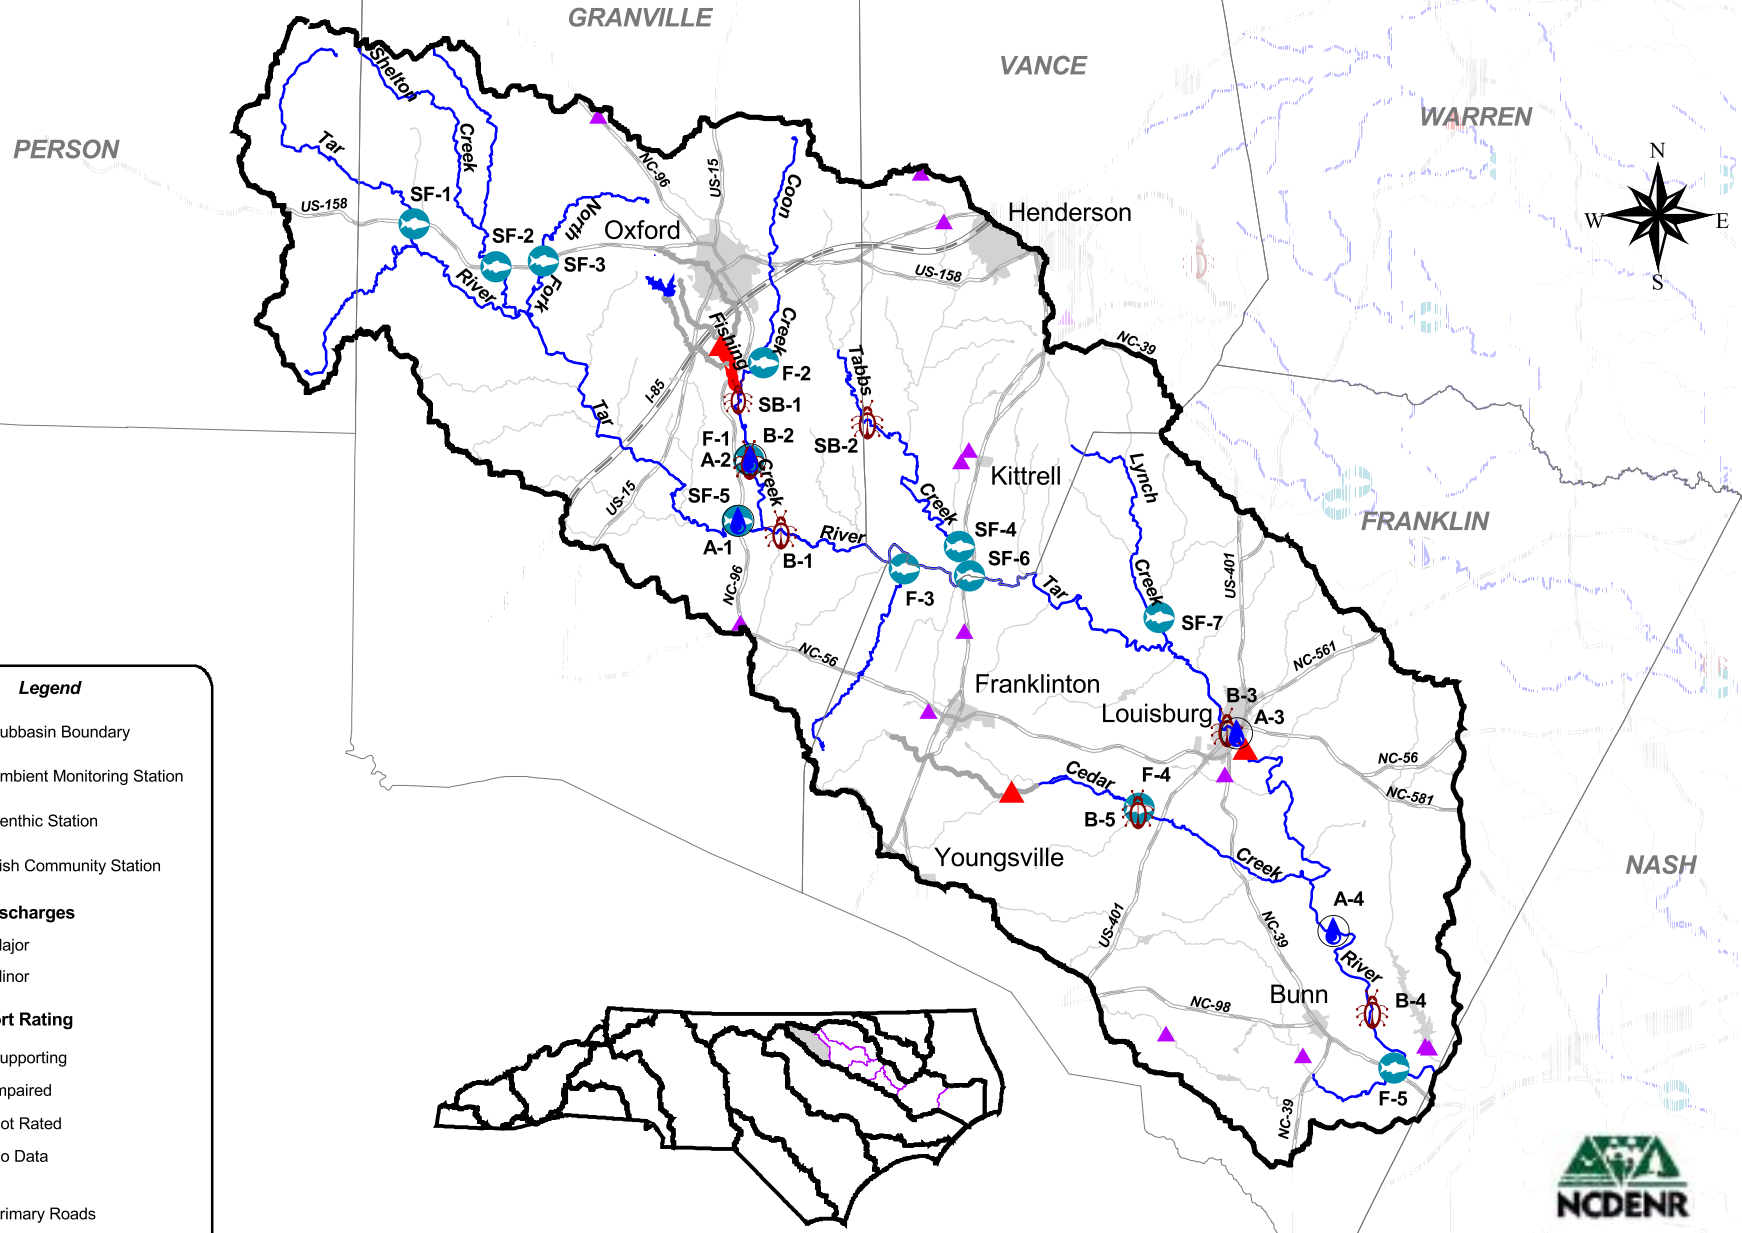 GRANVILLE
VANCE
WARREN
PERSON
FRANKLIN
NASH
N
W
E
S
Shelton
Creek
Tar
US-158
SF-1
SF-2
SF-3
North
Fork
River
NC-96
US-15
Oxford
Coon
Creek
Henderson
US-158
NC-39
Fishing
F-2
SB-1
Tabbs
SB-2
I-85
Tar
F-1
B-2
A-2
Creek
US-15
SF-5
A-1
B-1
River
NC-96
Kittrell
Creek
SF-4
SF-6
F-3
Tar
Lynch
Creek
SF-7
US-401
NC-561
NC-56
Franklinton
Louisburg
B-3
A-3
NC-56
NC-581
Cedar
F-4
B-5
Creek
Youngsville
A-4
US-401
NC-39
River
Bunn
B-4
NC-98
F-5
NC-39
Legend
ubbasin Boundary
mbient Monitoring Station
enthic Station
ish Community Station
scharges
ajor
inor
rt Rating
upporting
mpaired
ot Rated
o Data
rimary Roads
NCDENR